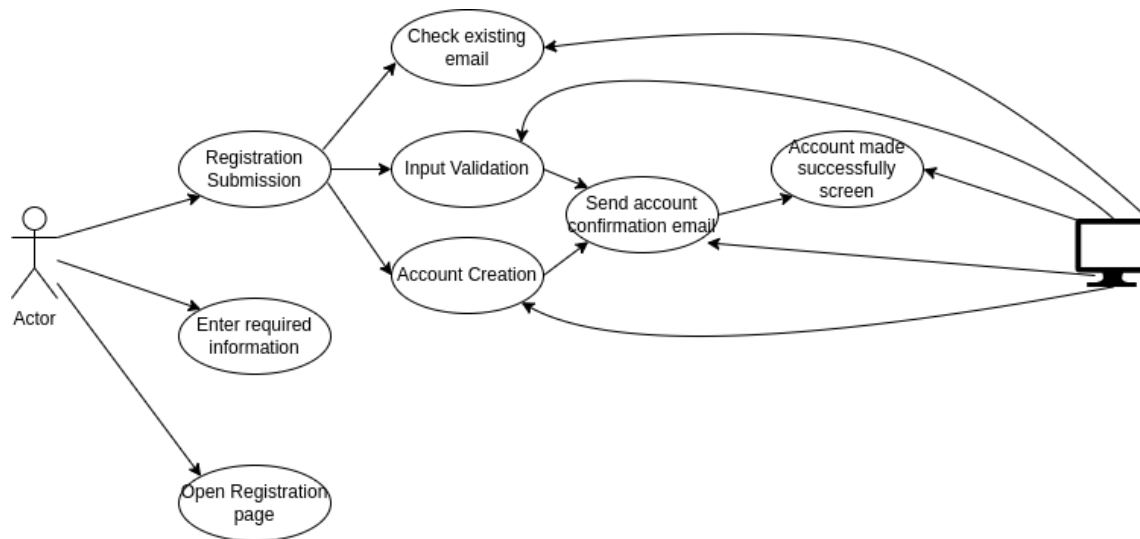 Check existing
email
Registration
Submission
Input Validation
Account made
successfully
screen
Send account
confirmation email
Account Creation
Actor
Enter required
information
Open Registration
page